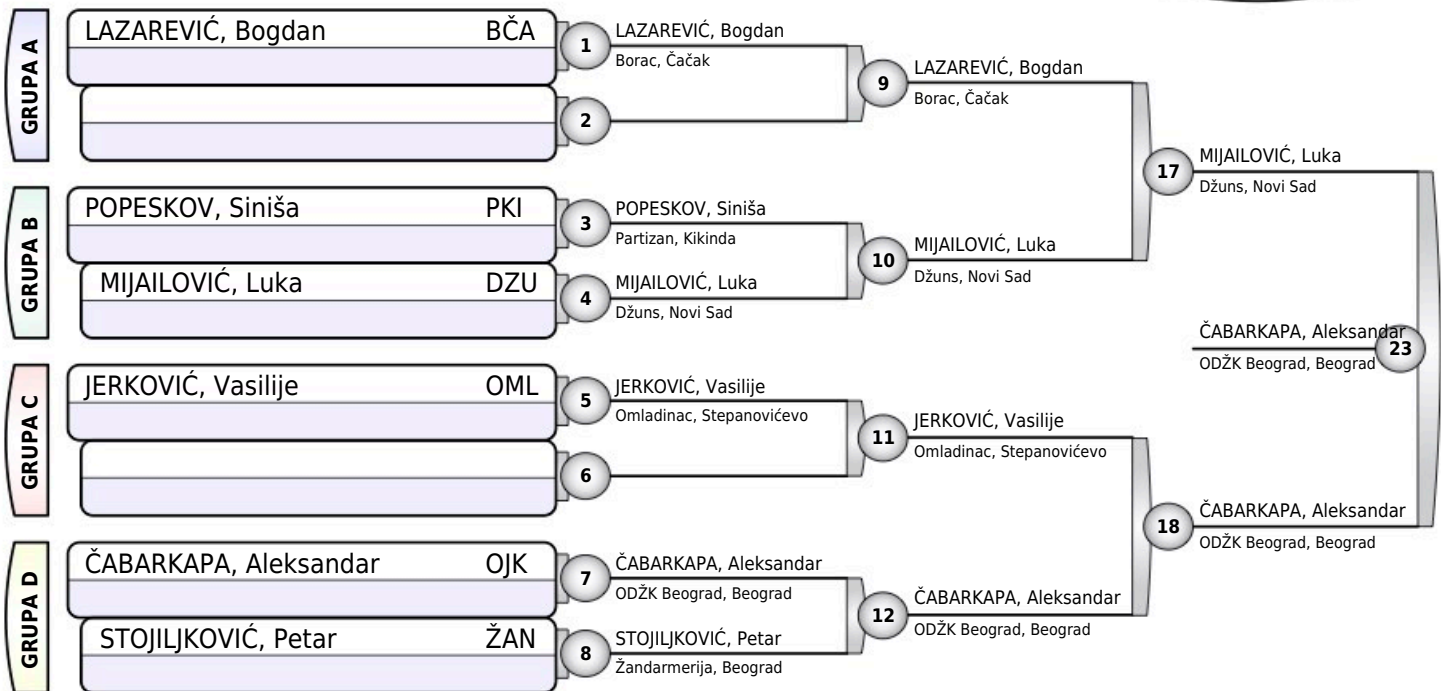 GRUPA A
LAZAREVIĆ, Bogdan BČA
1
LAZAREVIĆ, Bogdan
Borac, Čačak
2
9
LAZAREVIĆ, Bogdan
Borac, Čačak
GRUPA B
POPESKOV, Siniša PKI
3
POPESKOV, Siniša
Partizan, Kikinda
MIJAILOVIĆ, Luka DZU
4
MIJAILOVIĆ, Luka
Džuns, Novi Sad
10
MIJAILOVIĆ, Luka
Džuns, Novi Sad
17
MIJAILOVIĆ, Luka
Džuns, Novi Sad
GRUPA C
JERKOVIĆ, Vasilije OML
5
JERKOVIĆ, Vasilije
Omladinac, Stepanovićevo
6
11
JERKOVIĆ, Vasilije
Omladinac, Stepanovićevo
GRUPA D
ČABARKAPA, Aleksandar OJK
7
ČABARKAPA, Aleksandar
ODŽK Beograd, Beograd
STOJILJKOVIĆ, Petar ŽAN
8
STOJILJKOVIĆ, Petar
Žandarmerija, Beograd
12
ČABARKAPA, Aleksandar
ODŽK Beograd, Beograd
18
ČABARKAPA, Aleksandar
ODŽK Beograd, Beograd
ČABARKAPA, Aleksandar
ODŽK Beograd, Beograd
23